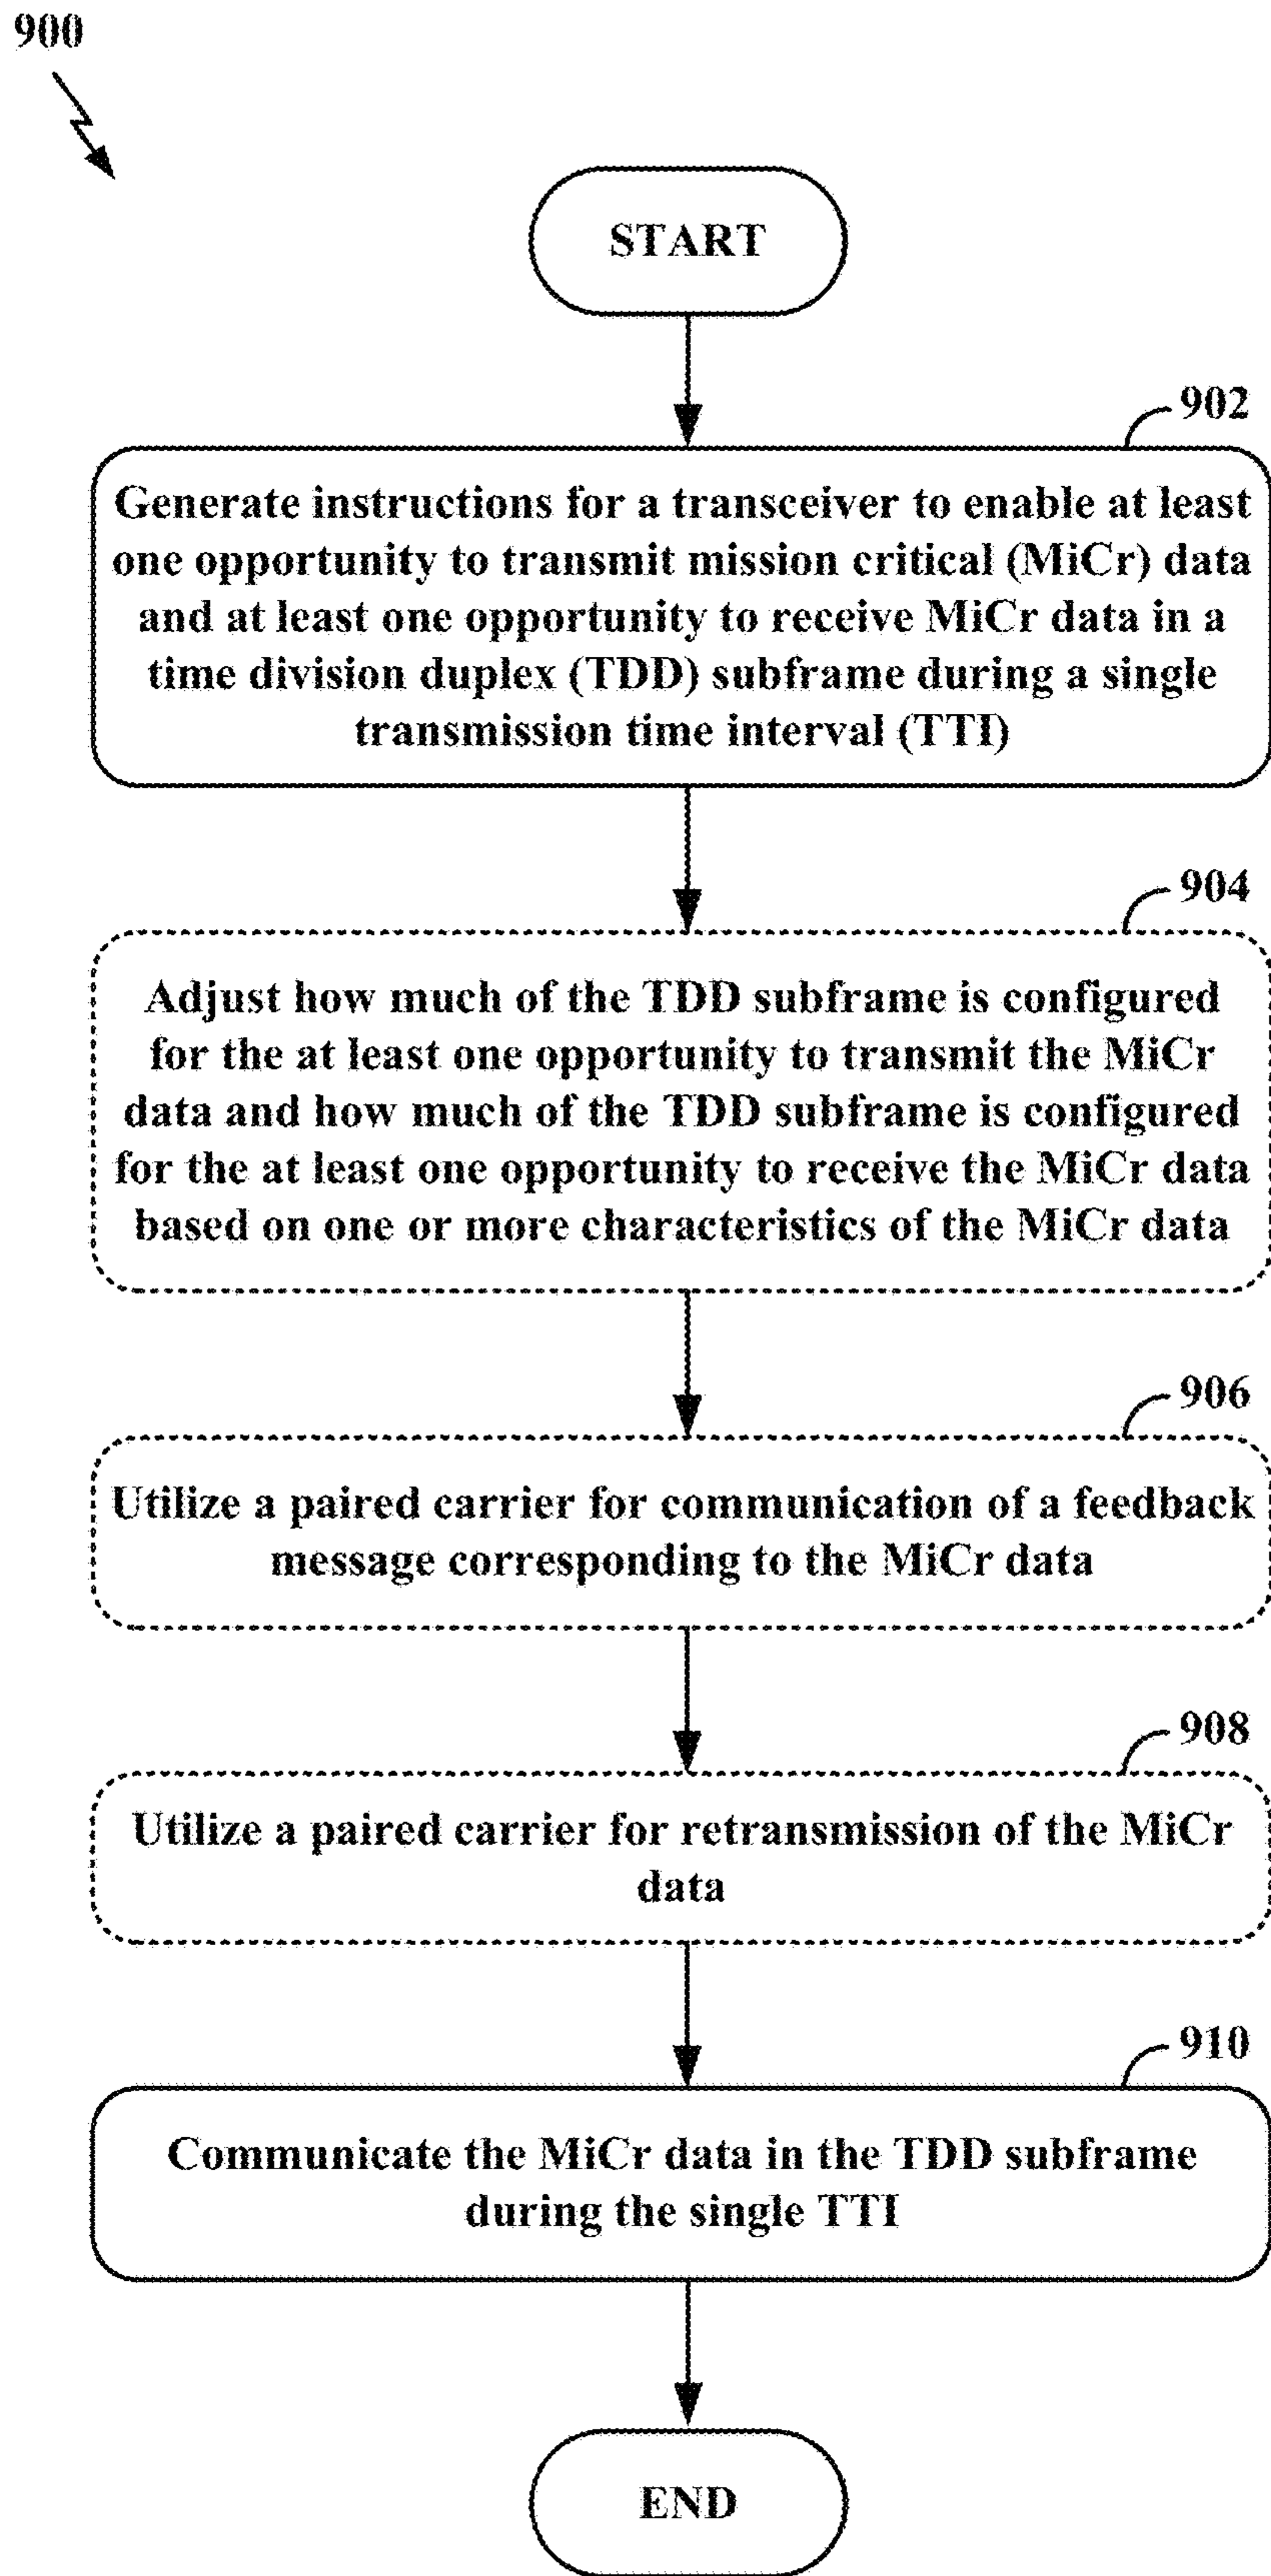 900
START
902
Generate instructions for a transceiver to enable at least
one opportunity to transmit mission critical (MiCr) data
and at least one opportunity to receive MiCr data in a
time division duplex (TDD) subframe during a single
transmission time interval (TTI)
904
Adjust how much of the TDD subframe is configured
for the at least one opportunity to transmit the MiCr
data and how much of the TDD subframe is configured
for the at least one opportunity to receive the MiCr data
based on one or more characteristics of the MiCr data
906
Utilize a paired carrier for communication of a feedback
message corresponding to the MiCr data
908
Utilize a paired carrier for retransmission of the MiCr
data
910
Communicate the MiCr data in the TDD subframe
during the single TTI
END